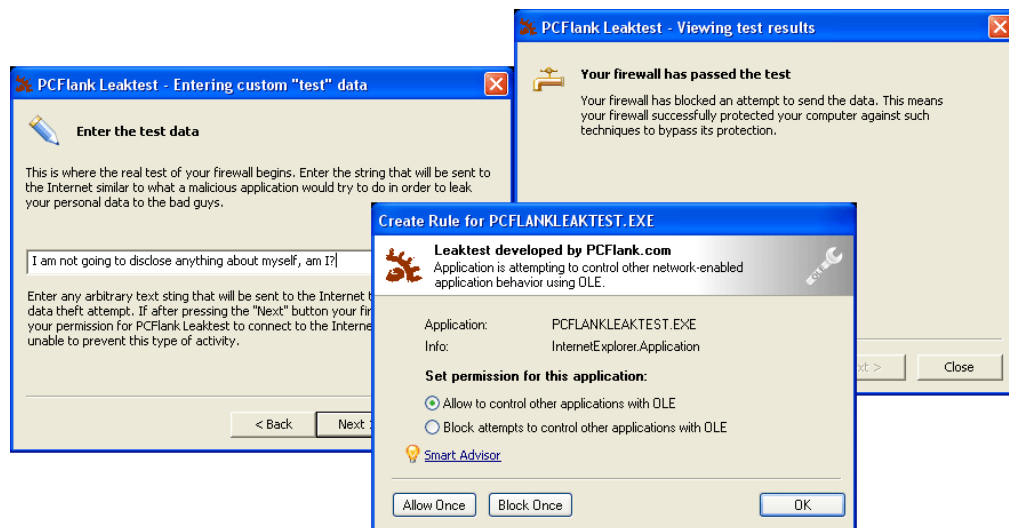 PCFlank Leaktest - Viewing test results
Your firewall has passed the test
Your firewall has blocked an attempt to send the data. This means
your firewall successfully protected your computer against such
techniques to bypass its protection.
Close
PCFlank Leaktest - Entering custom "test" data
Enter the test data
This is where the real test of your firewall begins. Enter the string that will be sent to
the Internet similar to what a malicious application would try to do in order to leak
your personal data to the bad guys.
I am not going to disclose anything about myself, am I?
Enter any arbitrary text sting that will be sent to the Internet
data theft attempt. If after pressing the "Next" button your
your permission for PCFlank Leaktest to connect to the
unable to prevent this type of activity.
< Back
Next
Create Rule for PCFLANKLEAKTEST.EXE
Leaktest developed by PCFlank.com
Application is attempting to control other network-enabled
application behavior using OLE.
OLE
Application: PCFLANKLEAKTEST.EXE
Info: InternetExplorer.Application
Set permission for this application:
Allow to control other applications with OLE
Block attempts to control other applications with OLE
Smart Advisor
Allow Once
Block Once
OK